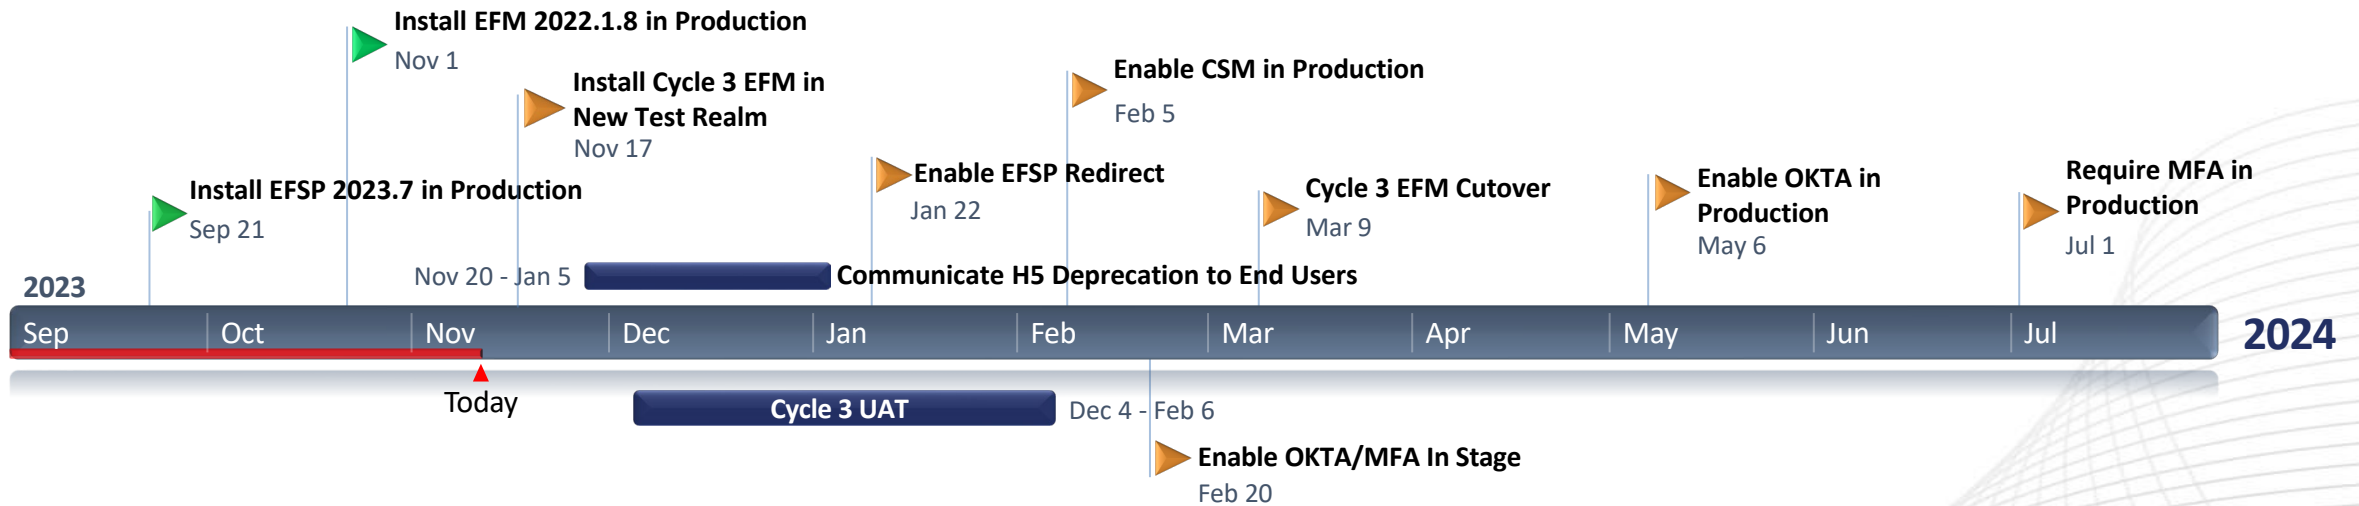 Install EFM 2022.1.8 in Production
Nov 1
Install Cycle 3 EFM in
New Test Realm
Nov 17
Enable CSM in Production
Feb 5
Install EFSP 2023.7 in Production
Sep 21
Enable EFSP Redirect
Jan 22
Cycle 3 EFM Cutover
Mar 9
Enable OKTA in
Production
May 6
Require MFA in
Production
Jul 1
Nov 20 - Jan 5
Communicate H5 Deprecation to End Users
2023
Sep
Oct
Nov
Dec
Jan
Feb
Mar
Apr
May
Jun
Jul
2024
Today
Cycle 3 UAT
Dec 4 - Feb 6
Enable OKTA/MFA In Stage
Feb 20